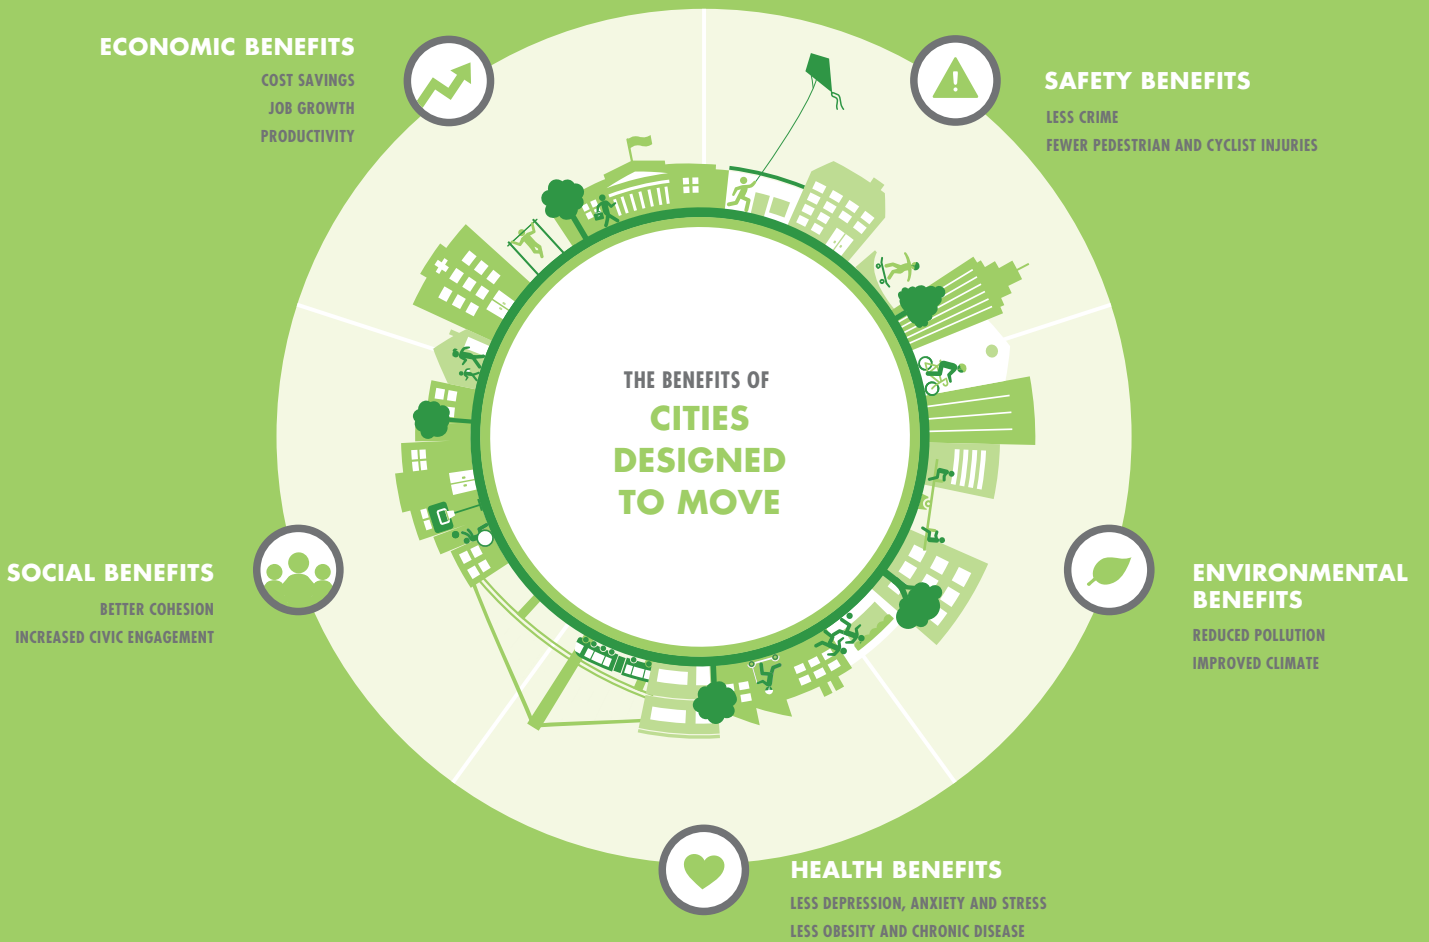 ECONOMIC BENEFITS
COST SAVINGS
JOB GROWTH
PRODUCTIVITY
SAFETY BENEFITS
LESS CRIME
FEWER PEDESTRIAN AND CYCLIST INJURIES
THE BENEFITS OF
CITIES
DESIGNED
TO MOVE
SOCIAL BENEFITS
BETTER COHESION
INCREASED CIVIC ENGAGEMENT
ENVIRONMENTAL
BENEFITS
REDUCED POLLUTION
IMPROVED CLIMATE
HEALTH BENEFITS
LESS DEPRESSION, ANXIETY AND STRESS
LESS OBESITY AND CHRONIC DISEASE